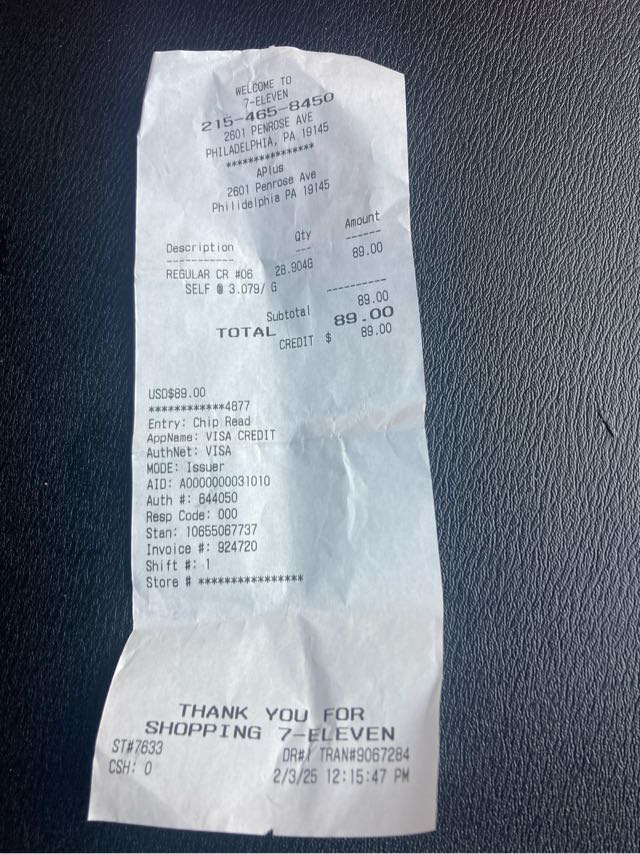 WELCOME TO
7-ELEVEN
215-465-8450
2601 PENROSE AVE
PHILADELPHIA, PA 19145
****************
APlus
2601 Penrose Ave
Philidelphia PA 19145
Description Qty Amount
----------- --- ------
REGULAR CR #06 28.904G 89.00
SELF @ 3.079/ G
----------
Subtotal 89.00
TOTAL 89.00
CREDIT $ 89.00
USD$89.00
************4877
Entry: Chip Read
AppName: VISA CREDIT
AuthNet: VISA
MODE: Issuer
AID: A0000000031010
Auth #: 644050
Resp Code: 000
Stan: 10655067737
Invoice #: 924720
Shift #: 1
Store # ****************
THANK YOU FOR
SHOPPING 7-ELEVEN
ST#7633 DR#1 TRAN#9067284
CSH: 0 2/3/25 12:15:47 PM